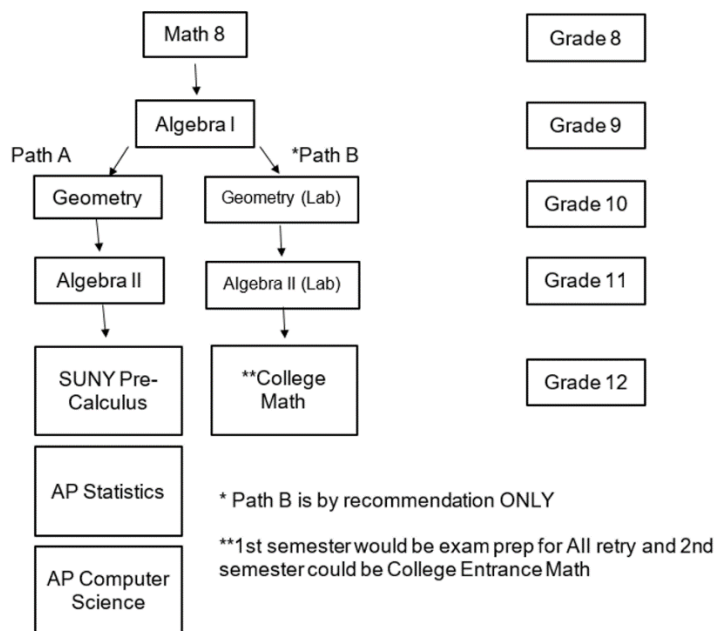 Math 8
Grade 8
Algebra I
Grade 9
Path A
*Path B
Geometry
Geometry (Lab)
Grade 10
Algebra II
Algebra II (Lab)
Grade 11
SUNY Pre-
Calculus
**College
Math
Grade 12
AP Statistics
* Path B is by recommendation ONLY
**1st semester would be exam prep for AII retry and 2nd
semester could be College Entrance Math
AP Computer
Science